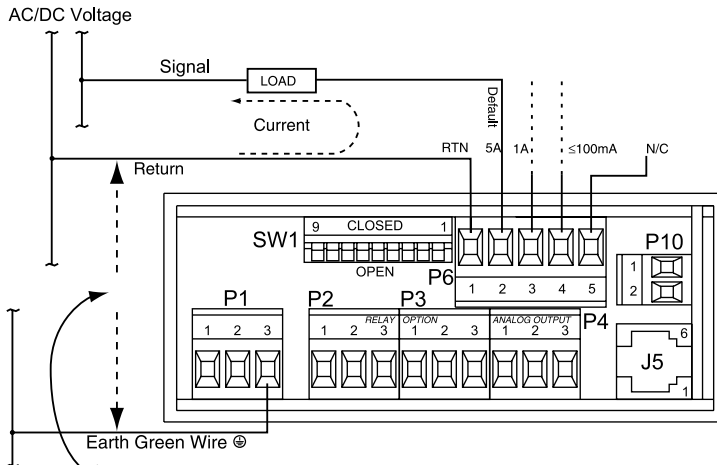 AC/DC Voltage
Signal
LOAD
Current
Default
RTN 5A 1A ≤100mA N/C
Return
9 CLOSED 1
SW1
OPEN
P6
1 2 3 4 5
P10
1
2
P1
1 2 3
P2
RELAY
1 2 3
P3
OPTION
1 2 3
ANALOG OUTPUT
1 2 3
P4
6
J5
1
Earth Green Wire ⏚